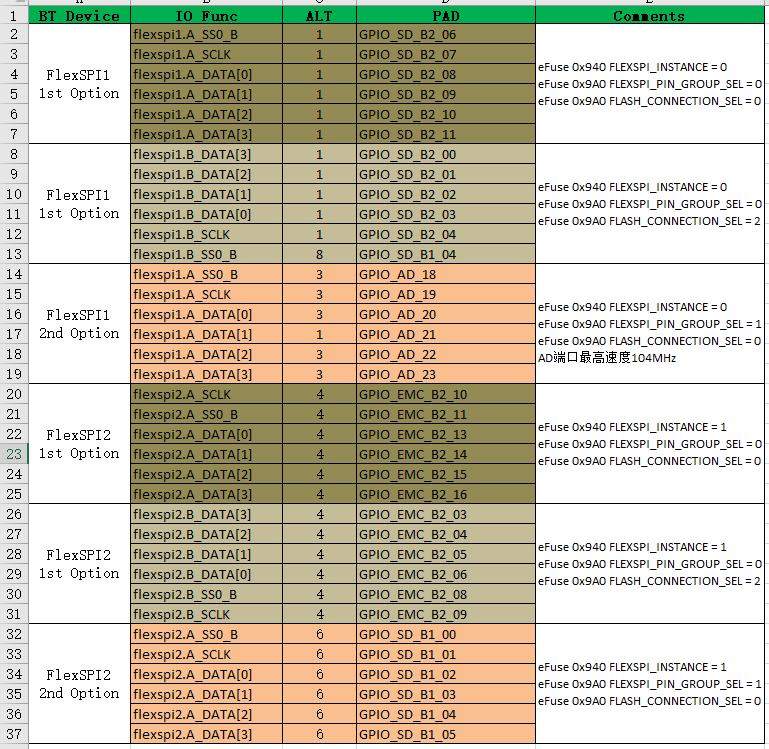 BT Device IO Func ALT PAD Comments
1
2 flexspi1.A_SS0_B 1 GPIO_SD_B2_06
3 flexspi1.A_SCLK 1 GPIO_SD_B2_07
4 flexspi1.A_DATA[0] 1 GPIO_SD_B2_08
5 flexspi1.A_DATA[1] 1 GPIO_SD_B2_09
6 flexspi1.A_DATA[2] 1 GPIO_SD_B2_10
7 flexspi1.A_DATA[3] 1 GPIO_SD_B2_11
FlexSPI1
1st Option
eFuse 0x940 FLEXSPI_INSTANCE = 0
eFuse 0x9A0 FLEXSPI_PIN_GROUP_SEL = 0
eFuse 0x9A0 FLASH_CONNECTION_SEL = 0
8 flexspi1.B_DATA[3] 1 GPIO_SD_B2_00
9 flexspi1.B_DATA[2] 1 GPIO_SD_B2_01
10 flexspi1.B_DATA[1] 1 GPIO_SD_B2_02
11 flexspi1.B_DATA[0] 1 GPIO_SD_B2_03
12 flexspi1.B_SCLK 1 GPIO_SD_B2_04
13 flexspi1.B_SS0_B 8 GPIO_SD_B1_04
FlexSPI1
1st Option
eFuse 0x940 FLEXSPI_INSTANCE = 0
eFuse 0x9A0 FLEXSPI_PIN_GROUP_SEL = 0
eFuse 0x9A0 FLASH_CONNECTION_SEL = 2
14 flexspi1.A_SS0_B 3 GPIO_AD_18
15 flexspi1.A_SCLK 3 GPIO_AD_19
16 flexspi1.A_DATA[0] 3 GPIO_AD_20
17 flexspi1.A_DATA[1] 1 GPIO_AD_21
18 flexspi1.A_DATA[2] 3 GPIO_AD_22
19 flexspi1.A_DATA[3] 3 GPIO_AD_23
FlexSPI1
2nd Option
eFuse 0x940 FLEXSPI_INSTANCE = 0
eFuse 0x9A0 FLEXSPI_PIN_GROUP_SEL = 1
eFuse 0x9A0 FLASH_CONNECTION_SEL = 0
AD端口最高速度104MHz
20 flexspi2.A_SCLK 4 GPIO_EMC_B2_10
21 flexspi2.A_SS0_B 4 GPIO_EMC_B2_11
22 flexspi2.A_DATA[0] 4 GPIO_EMC_B2_13
23 flexspi2.A_DATA[1] 4 GPIO_EMC_B2_14
24 flexspi2.A_DATA[2] 4 GPIO_EMC_B2_15
25 flexspi2.A_DATA[3] 4 GPIO_EMC_B2_16
FlexSPI2
1st Option
eFuse 0x940 FLEXSPI_INSTANCE = 1
eFuse 0x9A0 FLEXSPI_PIN_GROUP_SEL = 0
eFuse 0x9A0 FLASH_CONNECTION_SEL = 0
26 flexspi2.B_DATA[3] 4 GPIO_EMC_B2_03
27 flexspi2.B_DATA[2] 4 GPIO_EMC_B2_04
28 flexspi2.B_DATA[1] 4 GPIO_EMC_B2_05
29 flexspi2.B_DATA[0] 4 GPIO_EMC_B2_06
30 flexspi2.B_SS0_B 4 GPIO_EMC_B2_08
31 flexspi2.B_SCLK 4 GPIO_EMC_B2_09
FlexSPI2
1st Option
eFuse 0x940 FLEXSPI_INSTANCE = 1
eFuse 0x9A0 FLEXSPI_PIN_GROUP_SEL = 0
eFuse 0x9A0 FLASH_CONNECTION_SEL = 2
32 flexspi2.A_SS0_B 6 GPIO_SD_B1_00
33 flexspi2.A_SCLK 6 GPIO_SD_B1_01
34 flexspi2.A_DATA[0] 6 GPIO_SD_B1_02
35 flexspi2.A_DATA[1] 6 GPIO_SD_B1_03
36 flexspi2.A_DATA[2] 6 GPIO_SD_B1_04
37 flexspi2.A_DATA[3] 6 GPIO_SD_B1_05
FlexSPI2
2nd Option
eFuse 0x940 FLEXSPI_INSTANCE = 1
eFuse 0x9A0 FLEXSPI_PIN_GROUP_SEL = 1
eFuse 0x9A0 FLASH_CONNECTION_SEL = 0